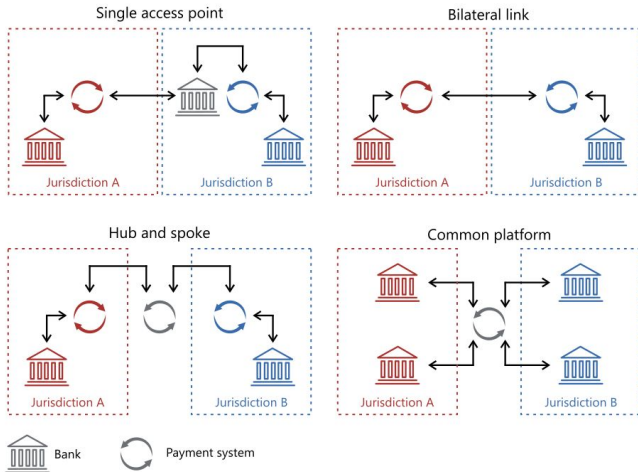 Single access point
Bilateral link
Jurisdiction A
Jurisdiction B
Jurisdiction A
Jurisdiction B
Hub and spoke
Common platform
Jurisdiction A
Jurisdiction B
Jurisdiction A
Jurisdiction B
Bank
Payment system